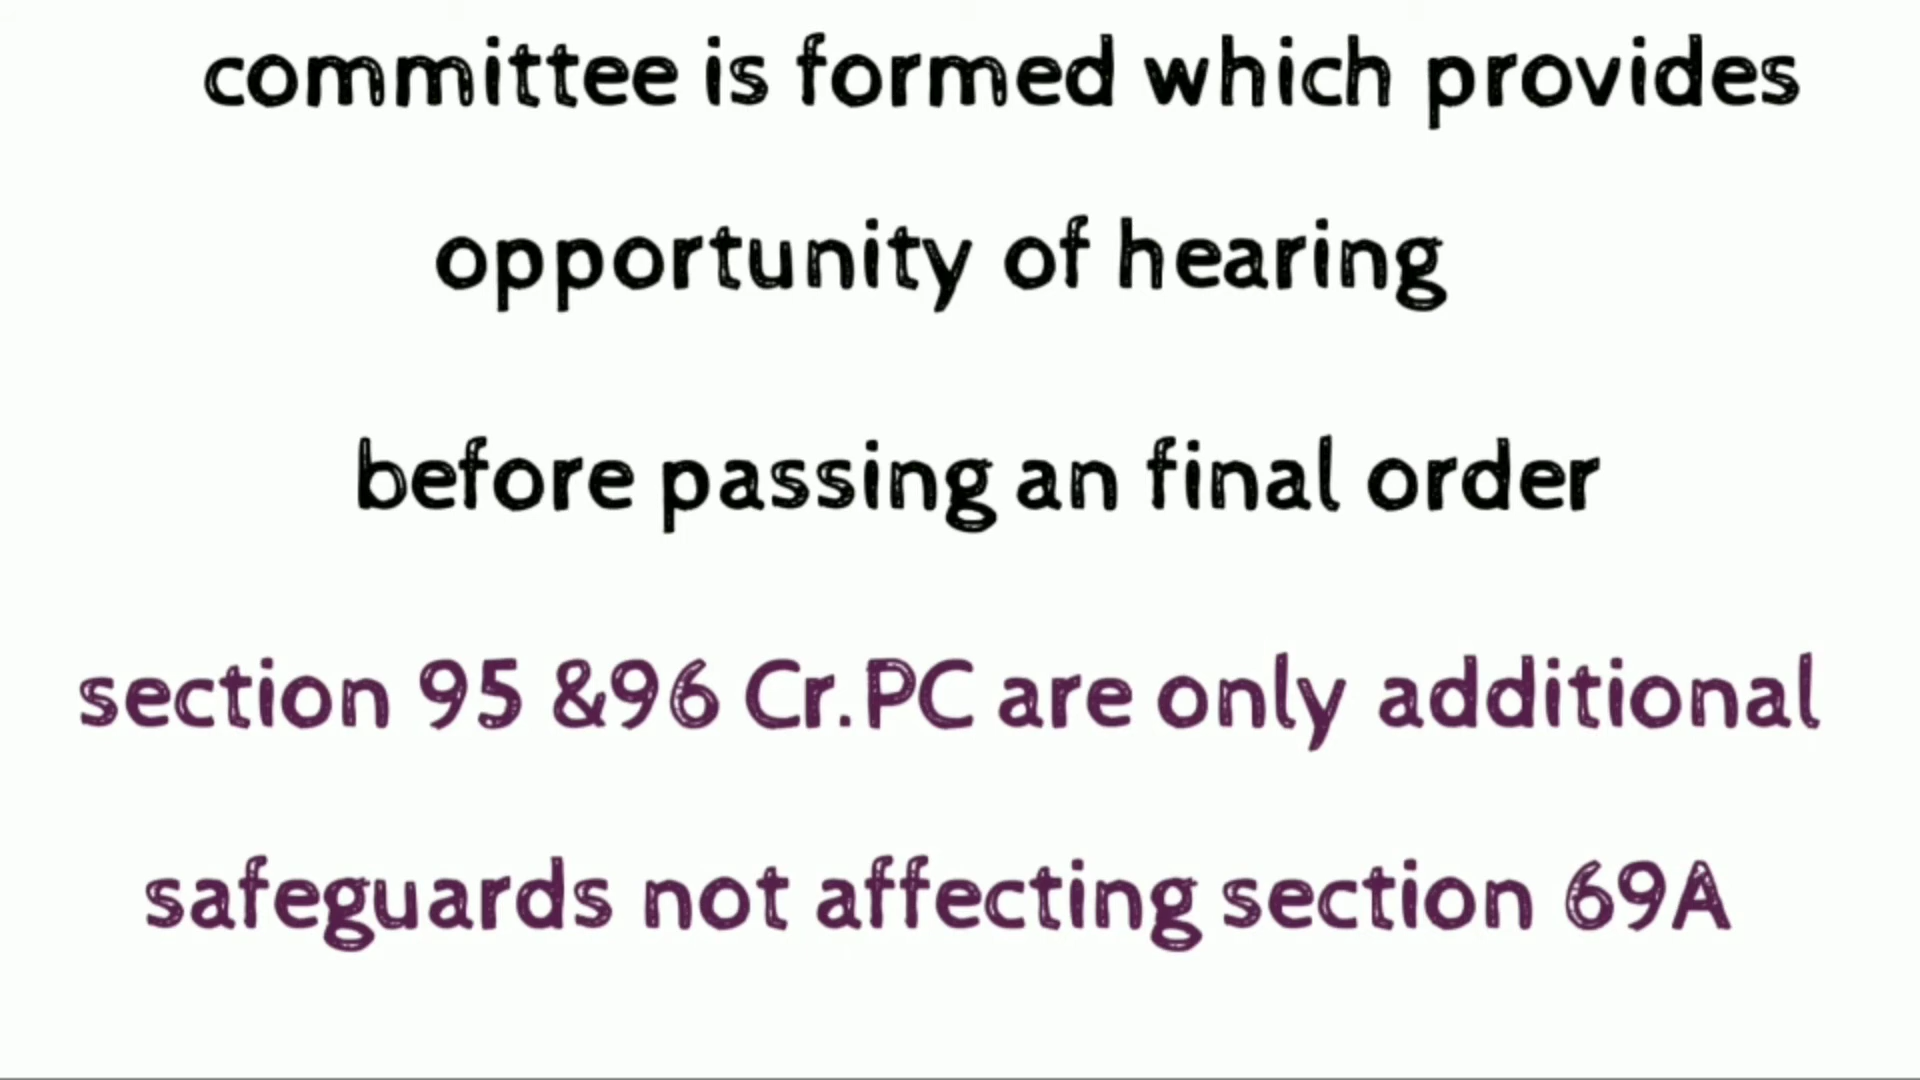 committee is formed which provides
opportunity of hearing
before passing an final order
section 95 &96 Cr.PC are only additional
safeguards not affecting section 69A